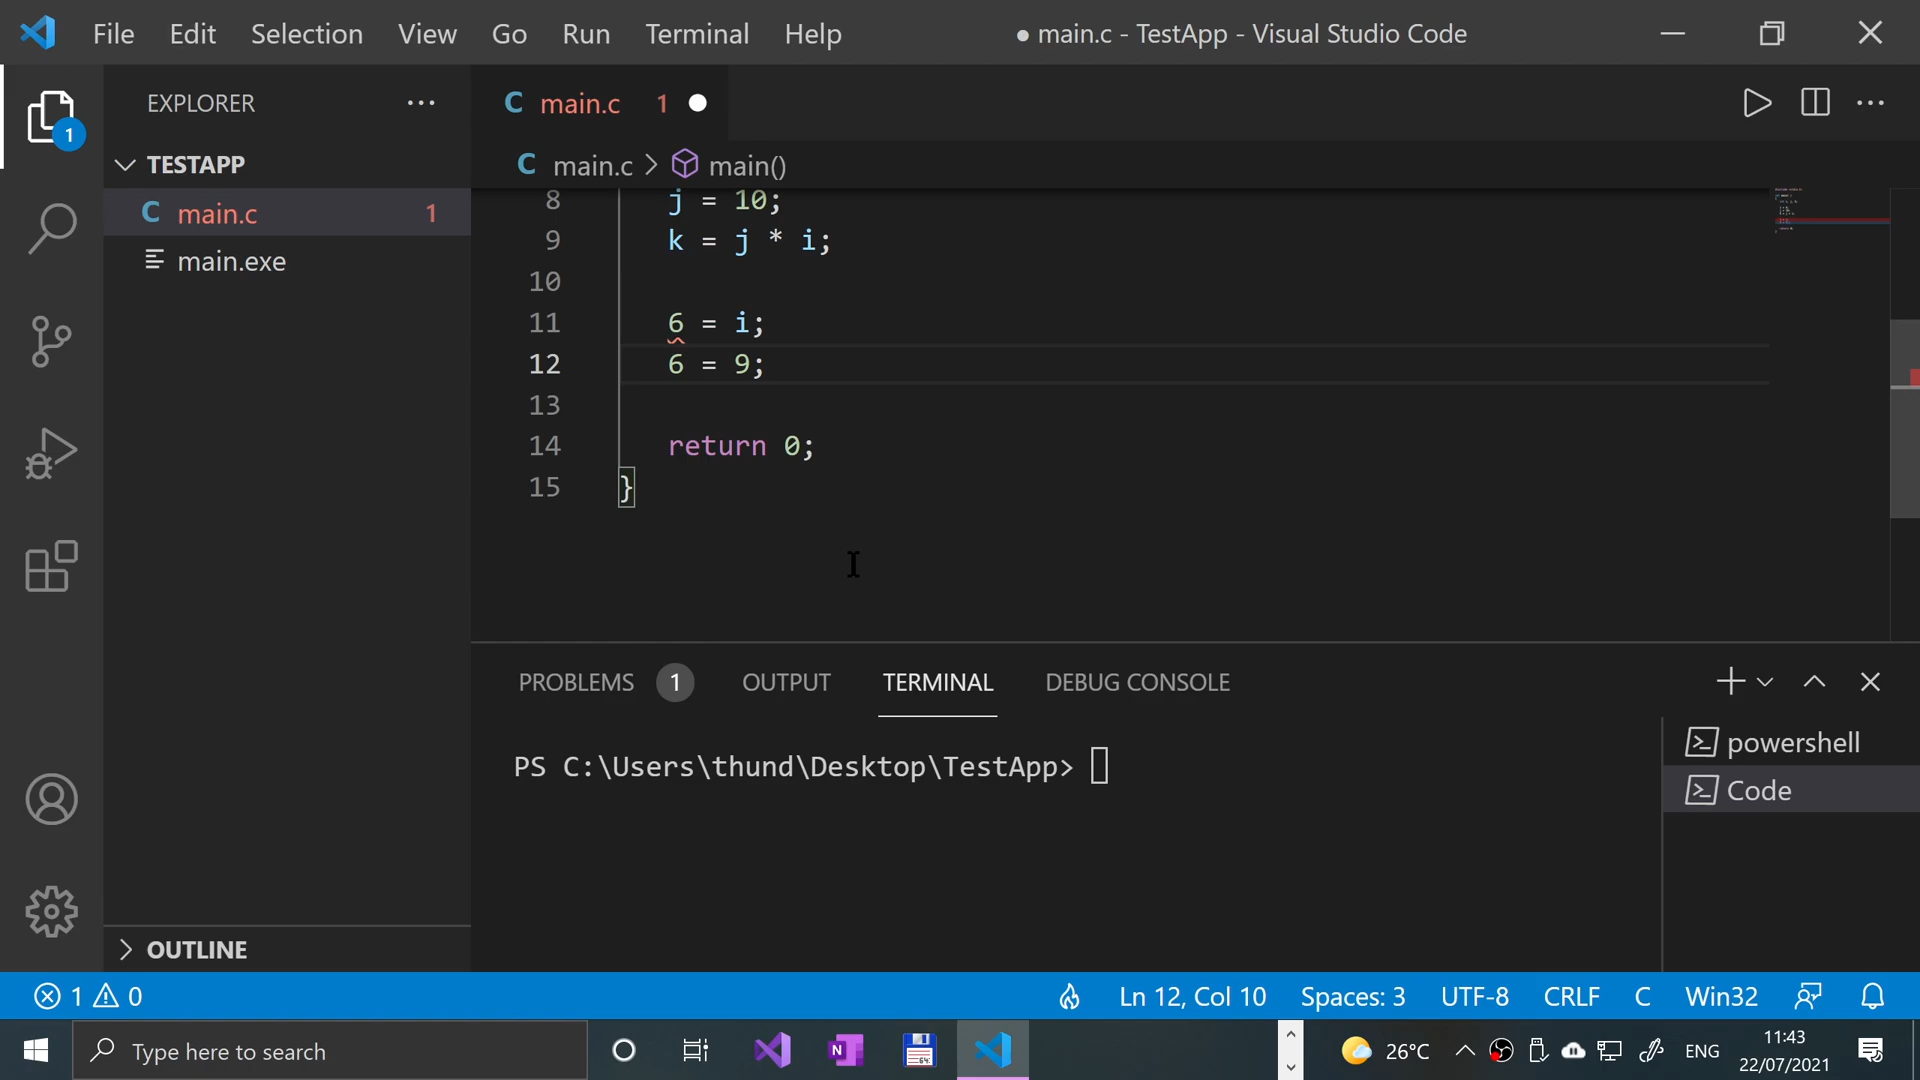 File Edit Selection View Go Run Terminal Help ● main.c - TestApp - Visual Studio Code
EXPLORER
1
TESTAPP
C main.c 1
main.exe
OUTLINE
C main.c 1
C main.c > main()
8 j = 10;
9 k = j * i;
10
11 6 = i;
12 6 = 9;
13
14 return 0;
15 }
PROBLEMS 1 OUTPUT TERMINAL DEBUG CONSOLE
PS C:\Users\thund\Desktop\TestApp>
powershell
Code
1 0 Ln 12, Col 10 Spaces: 3 UTF-8 CRLF C Win32
Type here to search
N
64
26°C ENG 11:43
22/07/2021